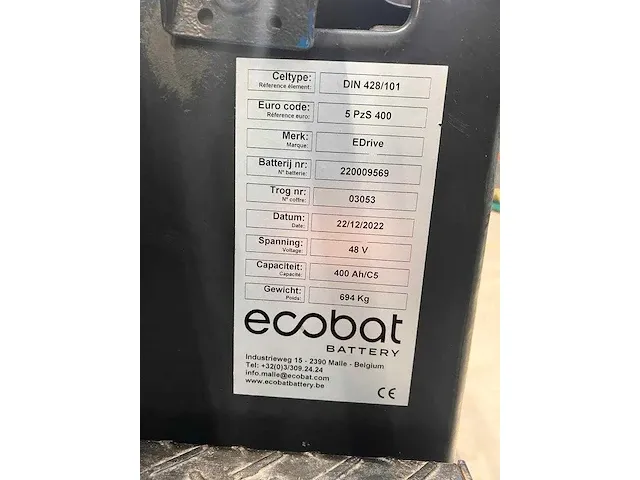 Celtype: DIN 428/101
Réference élement:
Euro code: 5 PzS 400
Réference euro:
Merk: EDrive
Marque:
Batterij nr: 220009569
N° batterie:
Trog nr: 03053
N° coffre:
Datum: 22/12/2022
Date:
Spanning: 48 V
Voltage:
Capaciteit: 400 Ah/C5
Capacité:
Gewicht: 694 Kg
Poids:
ecobat
BATTERY
Industrieweg 15 - 2390 Malle - Belgium
Tel: +32(0)3/309.24.24
info.malle@ecobat.com
www.ecobatbattery.be
CE